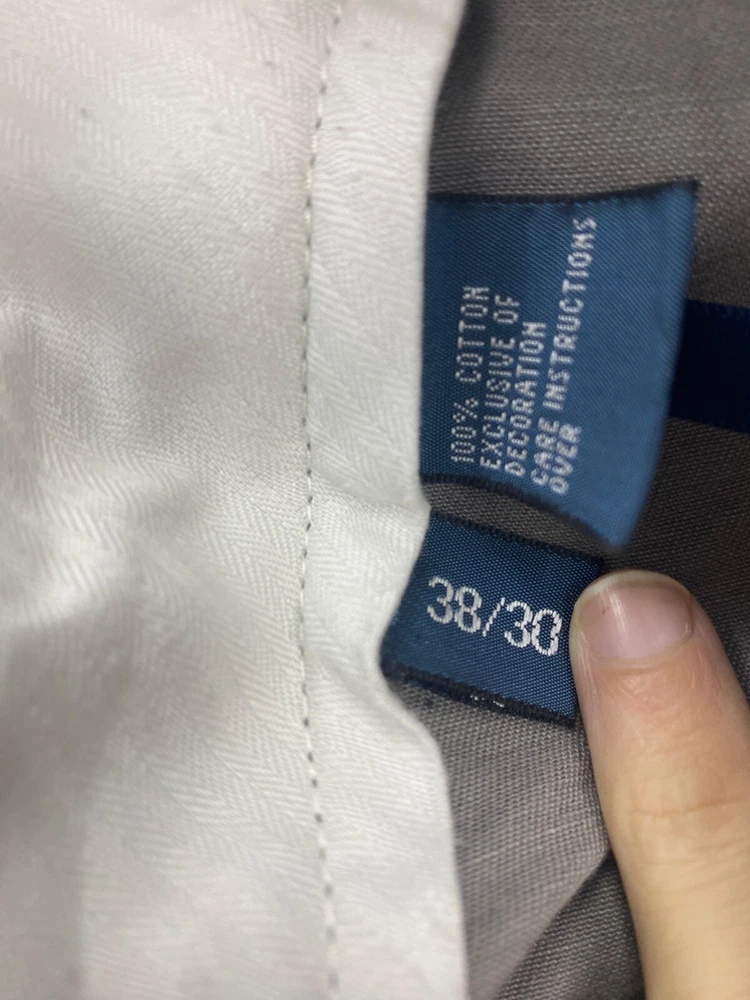 100% COTTON
EXCLUSIVE OF
DECORATION
CARE INSTRUCTIONS
OVER
38/30